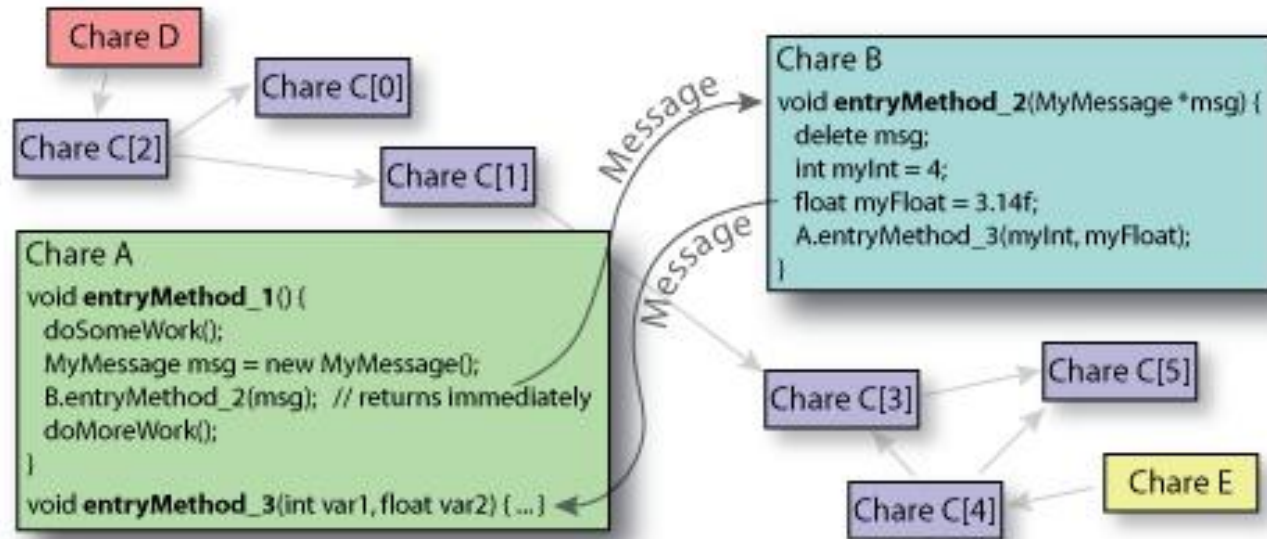 Chare D
Chare C[0]
Chare C[2]
Chare C[1]
Message
Message
Chare B
void entryMethod_2(MyMessage *msg) {
delete msg;
int myInt = 4;
float myFloat = 3.14f;
A.entryMethod_3(myInt, myFloat);
}
Chare A
void entryMethod_1() {
doSomeWork();
MyMessage msg = new MyMessage();
B.entryMethod_2(msg); // returns immediately
doMoreWork();
}
void entryMethod_3(int var1, float var2) { ... }
Chare C[3]
Chare C[5]
Chare C[4]
Chare E